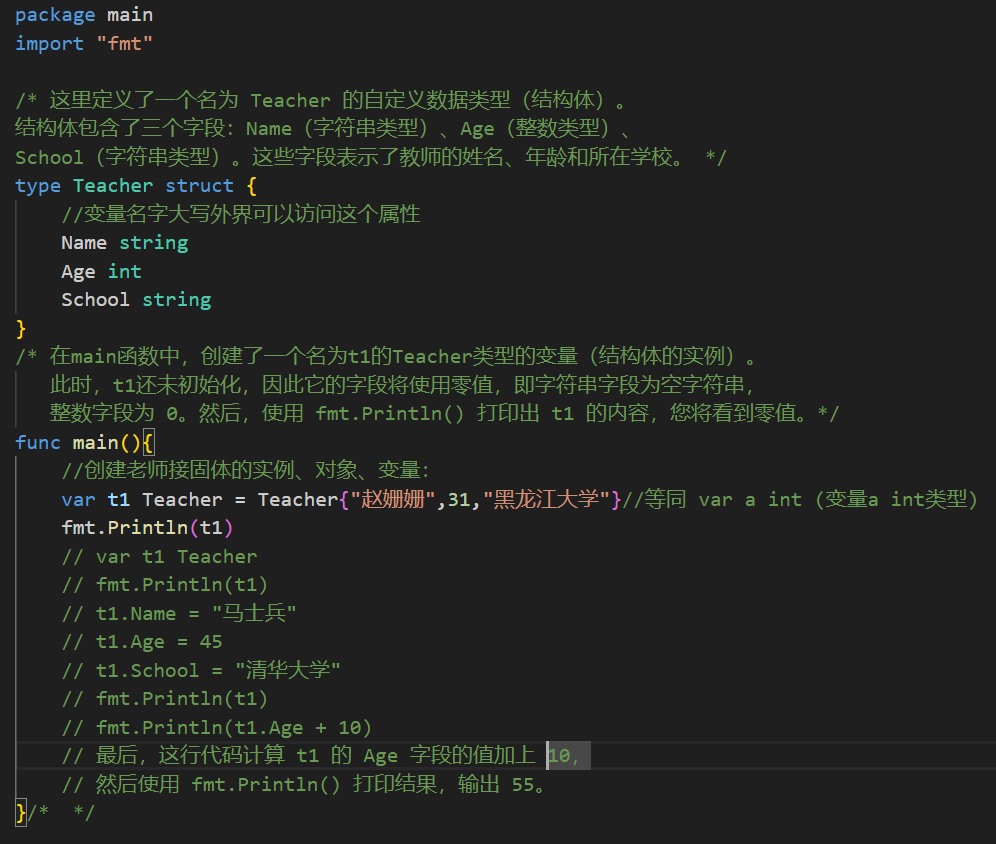 package main
import "fmt"
/* 这里定义了一个名为 Teacher 的自定义数据类型（结构体）。
结构体包含了三个字段：Name（字符串类型）、Age（整数类型）、
School（字符串类型）。这些字段表示了教师的姓名、年龄和所在学校。 */
type Teacher struct {
//变量名字大写外界可以访问这个属性
Name string
Age int
School string
}
/* 在main函数中，创建了一个名为t1的Teacher类型的变量（结构体的实例）。
此时，t1还未初始化，因此它的字段将使用零值，即字符串字段为空字符串，
整数字段为 0。然后，使用 fmt.Println() 打印出 t1 的内容，您将看到零值。*/
func main(){
//创建老师接固体的实例、对象、变量：
var t1 Teacher = Teacher{"赵姗姗",31,"黑龙江大学"}//等同 var a int（变量a int类型）
fmt.Println(t1)
// var t1 Teacher
// fmt.Println(t1)
// t1.Name = "马士兵"
// t1.Age = 45
// t1.School = "清华大学"
// fmt.Println(t1)
// fmt.Println(t1.Age + 10)
// 最后，这行代码计算 t1 的 Age 字段的值加上 10，
// 然后使用 fmt.Println() 打印结果，输出 55。
}/*  */